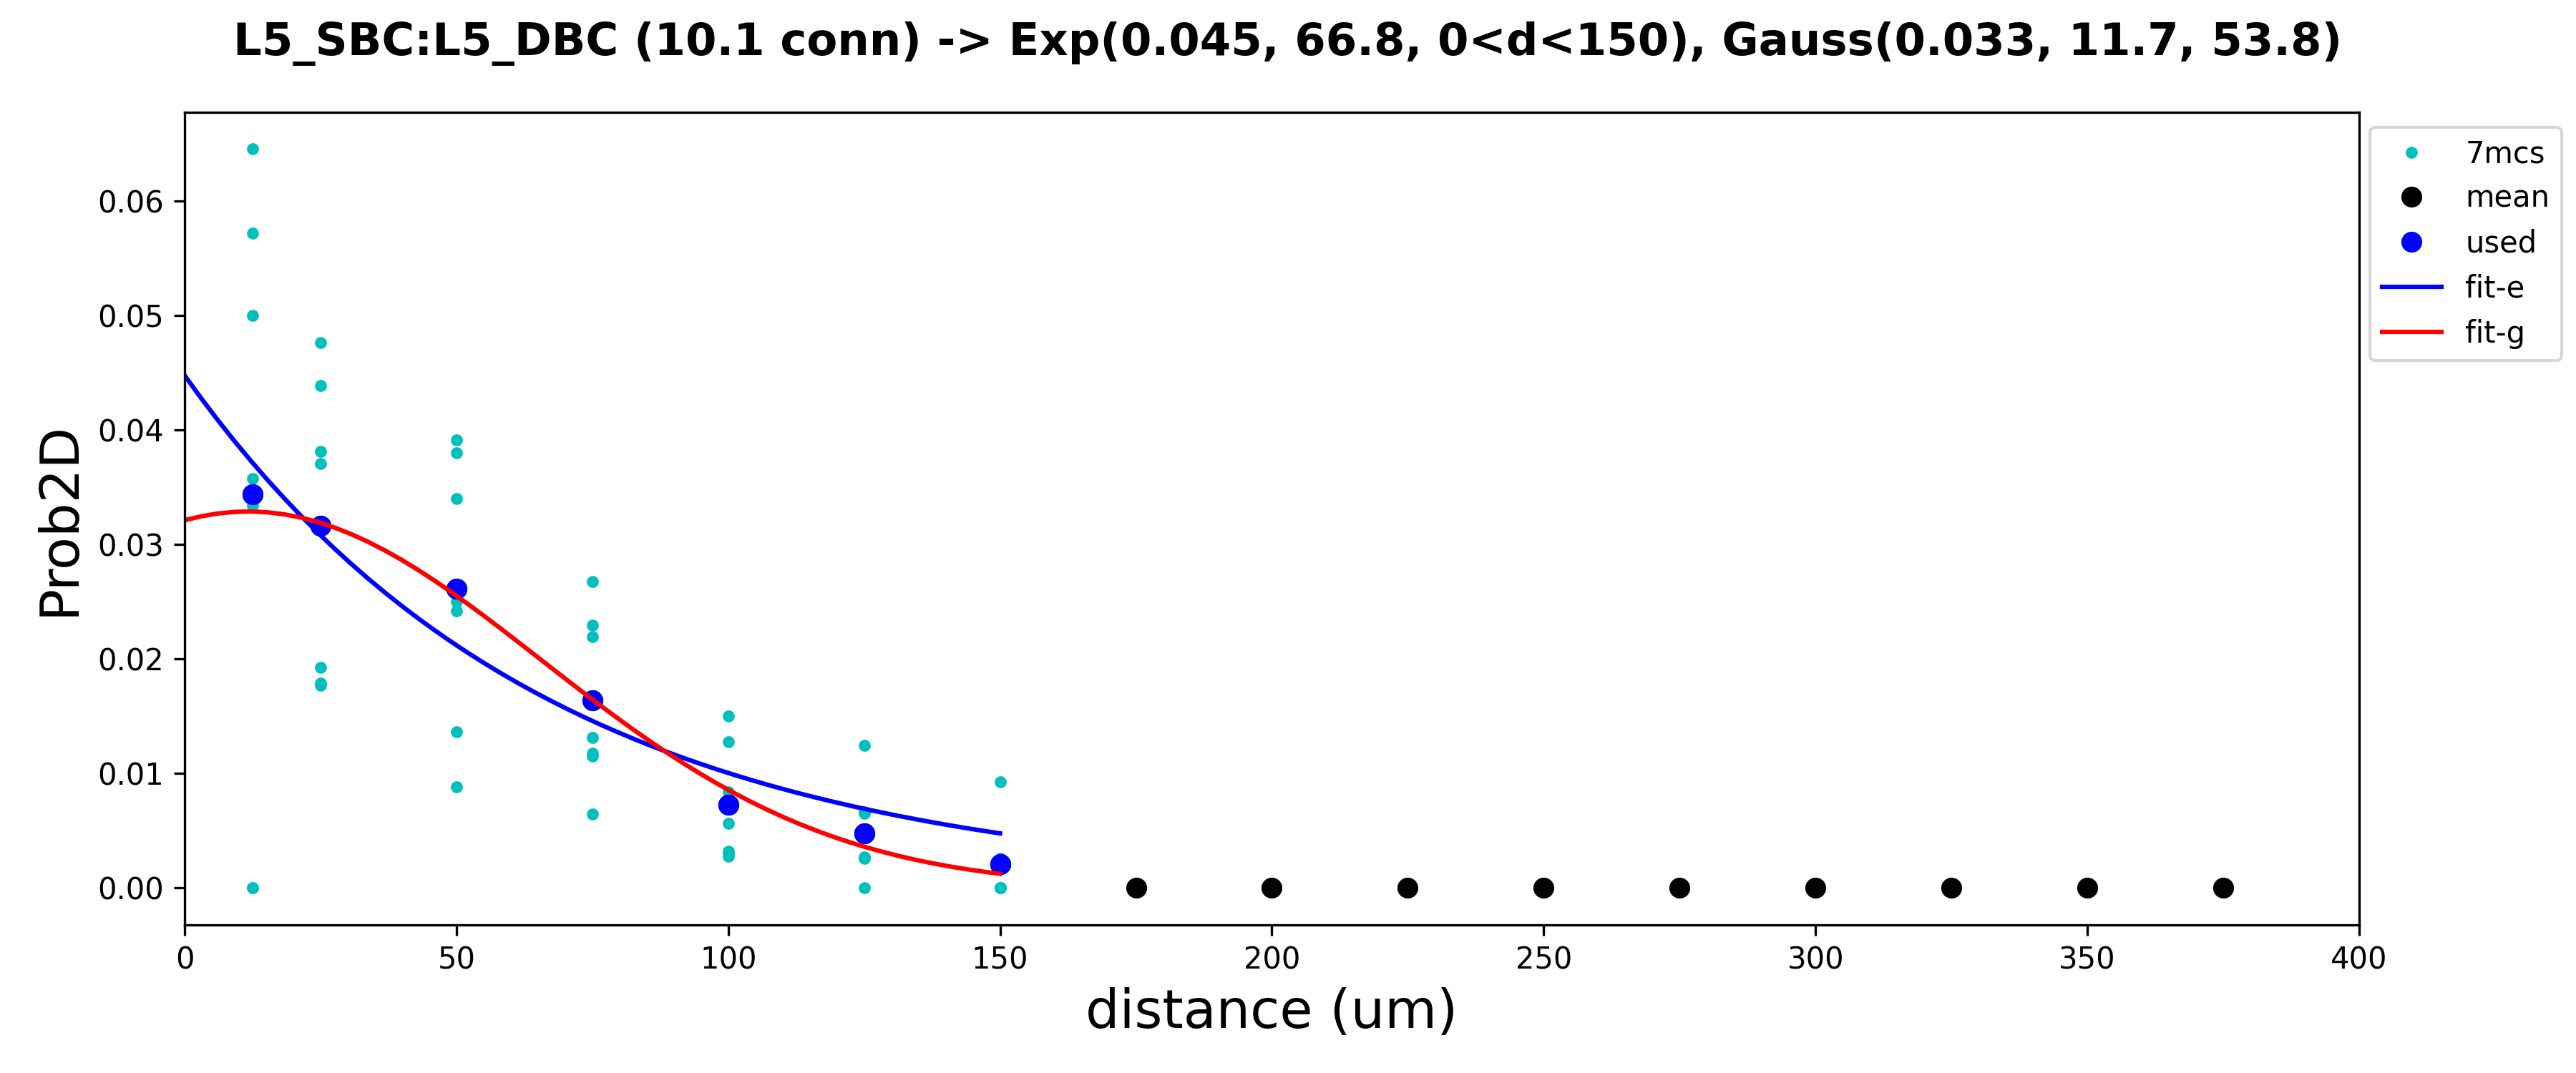 L5_SBC:L5_DBC (10.1 conn) -> Exp(0.045, 66.8, 0<d<150), Gauss(0.033, 11.7, 53.8)
7mcs
mean
used
fit-e
fit-g
Prob2D
0.06
0.05
0.04
0.03
0.02
0.01
0.00
0 50 100 150 200 250 300 350 400
distance (um)